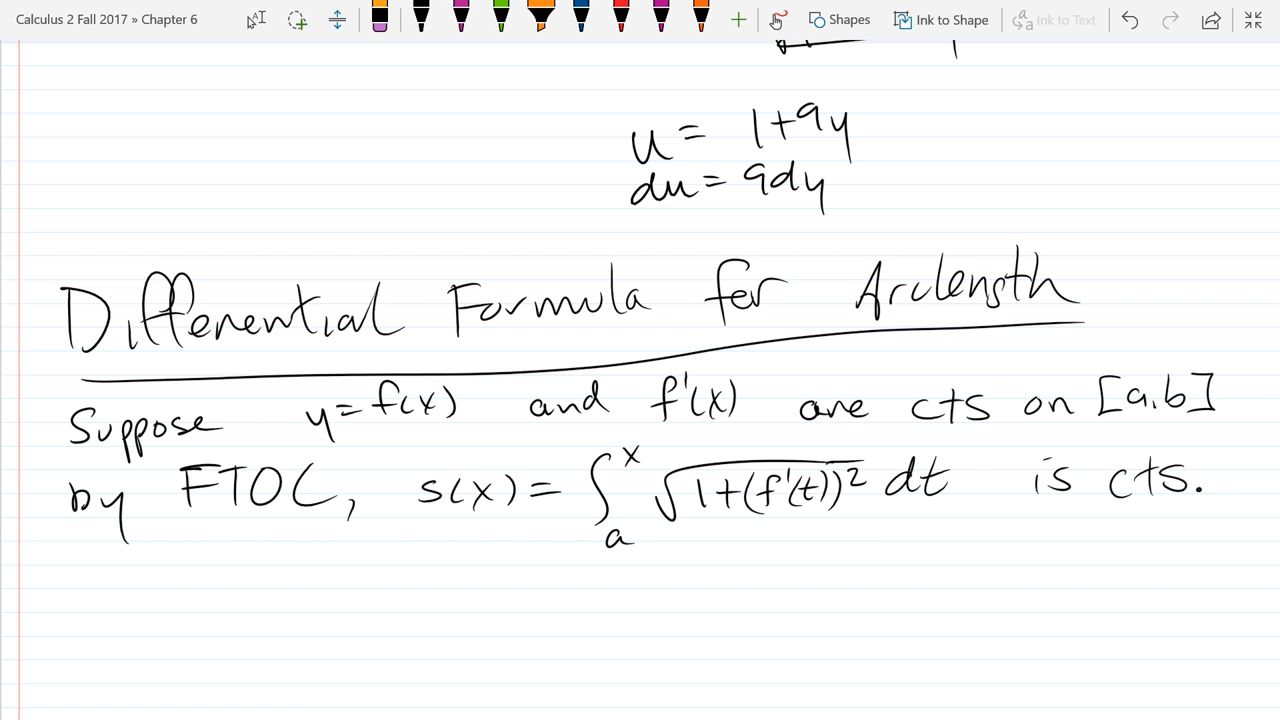 Calculus 2 Fall 2017 » Chapter 6
Shapes
Ink to Shape
Ink to Text
u = 1+9y
du = 9dy
Differential Formula for Arclength
Suppose y=f(x) and f'(x) are cts on [a,b]
by FTOC, s(x) = ∫ₐˣ √(1+(f'(t))²) dt is cts.